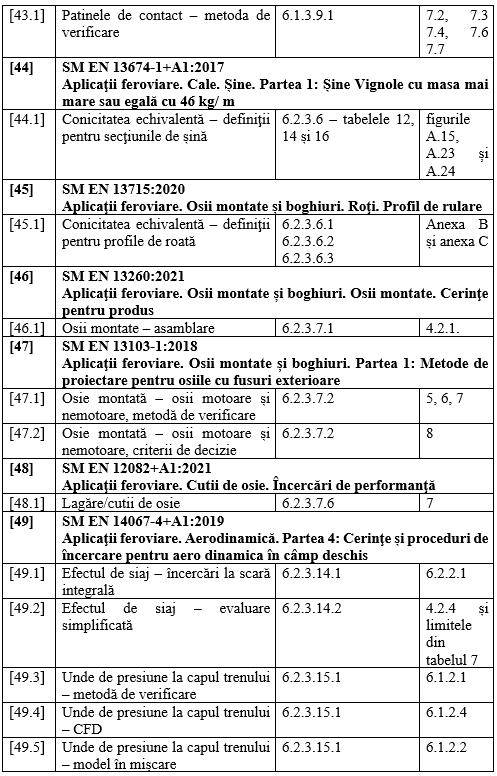 [43.1] Patinele de contact – metoda de 6.1.3.9.1 7.2, 7.3
verificare 7.4, 7.6
7.7
[44] SM EN 13674-1+A1:2017
Aplicații feroviare. Cale. Șine. Partea 1: Șine Vignole cu masa mai
mare sau egală cu 46 kg/ m
[44.1] Conicitatea echivalentă – definiții 6.2.3.6 – tabelele 12, figurile
pentru secțiunile de șină 14 și 16 A.15,
A.23 și
A.24
[45] SM EN 13715:2020
Aplicații feroviare. Osii montate și boghiuri. Roți. Profil de rulare
[45.1] Conicitatea echivalentă – definiții 6.2.3.6.1 Anexa B
pentru profile de roată 6.2.3.6.2 și anexa C
6.2.3.6.3
[46] SM EN 13260:2021
Aplicații feroviare. Osii montate și boghiuri. Osii montate. Cerințe
pentru produs
[46.1] Osii montate – asamblare 6.2.3.7.1 4.2.1.
[47] SM EN 13103-1:2018
Aplicații feroviare. Osii montate și boghiuri. Partea 1: Metode de
proiectare pentru osiile cu fusuri exterioare
[47.1] Osie montată – osii motoare și 6.2.3.7.2 5, 6, 7
nemotoare, metodă de verificare
[47.2] Osie montată – osii motoare și 6.2.3.7.2 8
nemotoare, criterii de decizie
[48] SM EN 12082+A1:2021
Aplicații feroviare. Cutii de osie. Încercări de performanță
[48.1] Lagăre/cutii de osie 6.2.3.7.6 7
[49] SM EN 14067-4+A1:2019
Aplicații feroviare. Aerodinamică. Partea 4: Cerințe și proceduri de
încercare pentru aero dinamica în câmp deschis
[49.1] Efectul de siaj – încercări la scară 6.2.3.14.1 6.2.2.1
integrală
[49.2] Efectul de siaj – evaluare 6.2.3.14.2 4.2.4 și
simplificată limitele
din
tabelul 7
[49.3] Unde de presiune la capul trenului 6.2.3.15.1 6.1.2.1
– metodă de verificare
[49.4] Unde de presiune la capul trenului 6.2.3.15.1 6.1.2.4
– CFD
[49.5] Unde de presiune la capul trenului 6.2.3.15.1 6.1.2.2
– model în mișcare